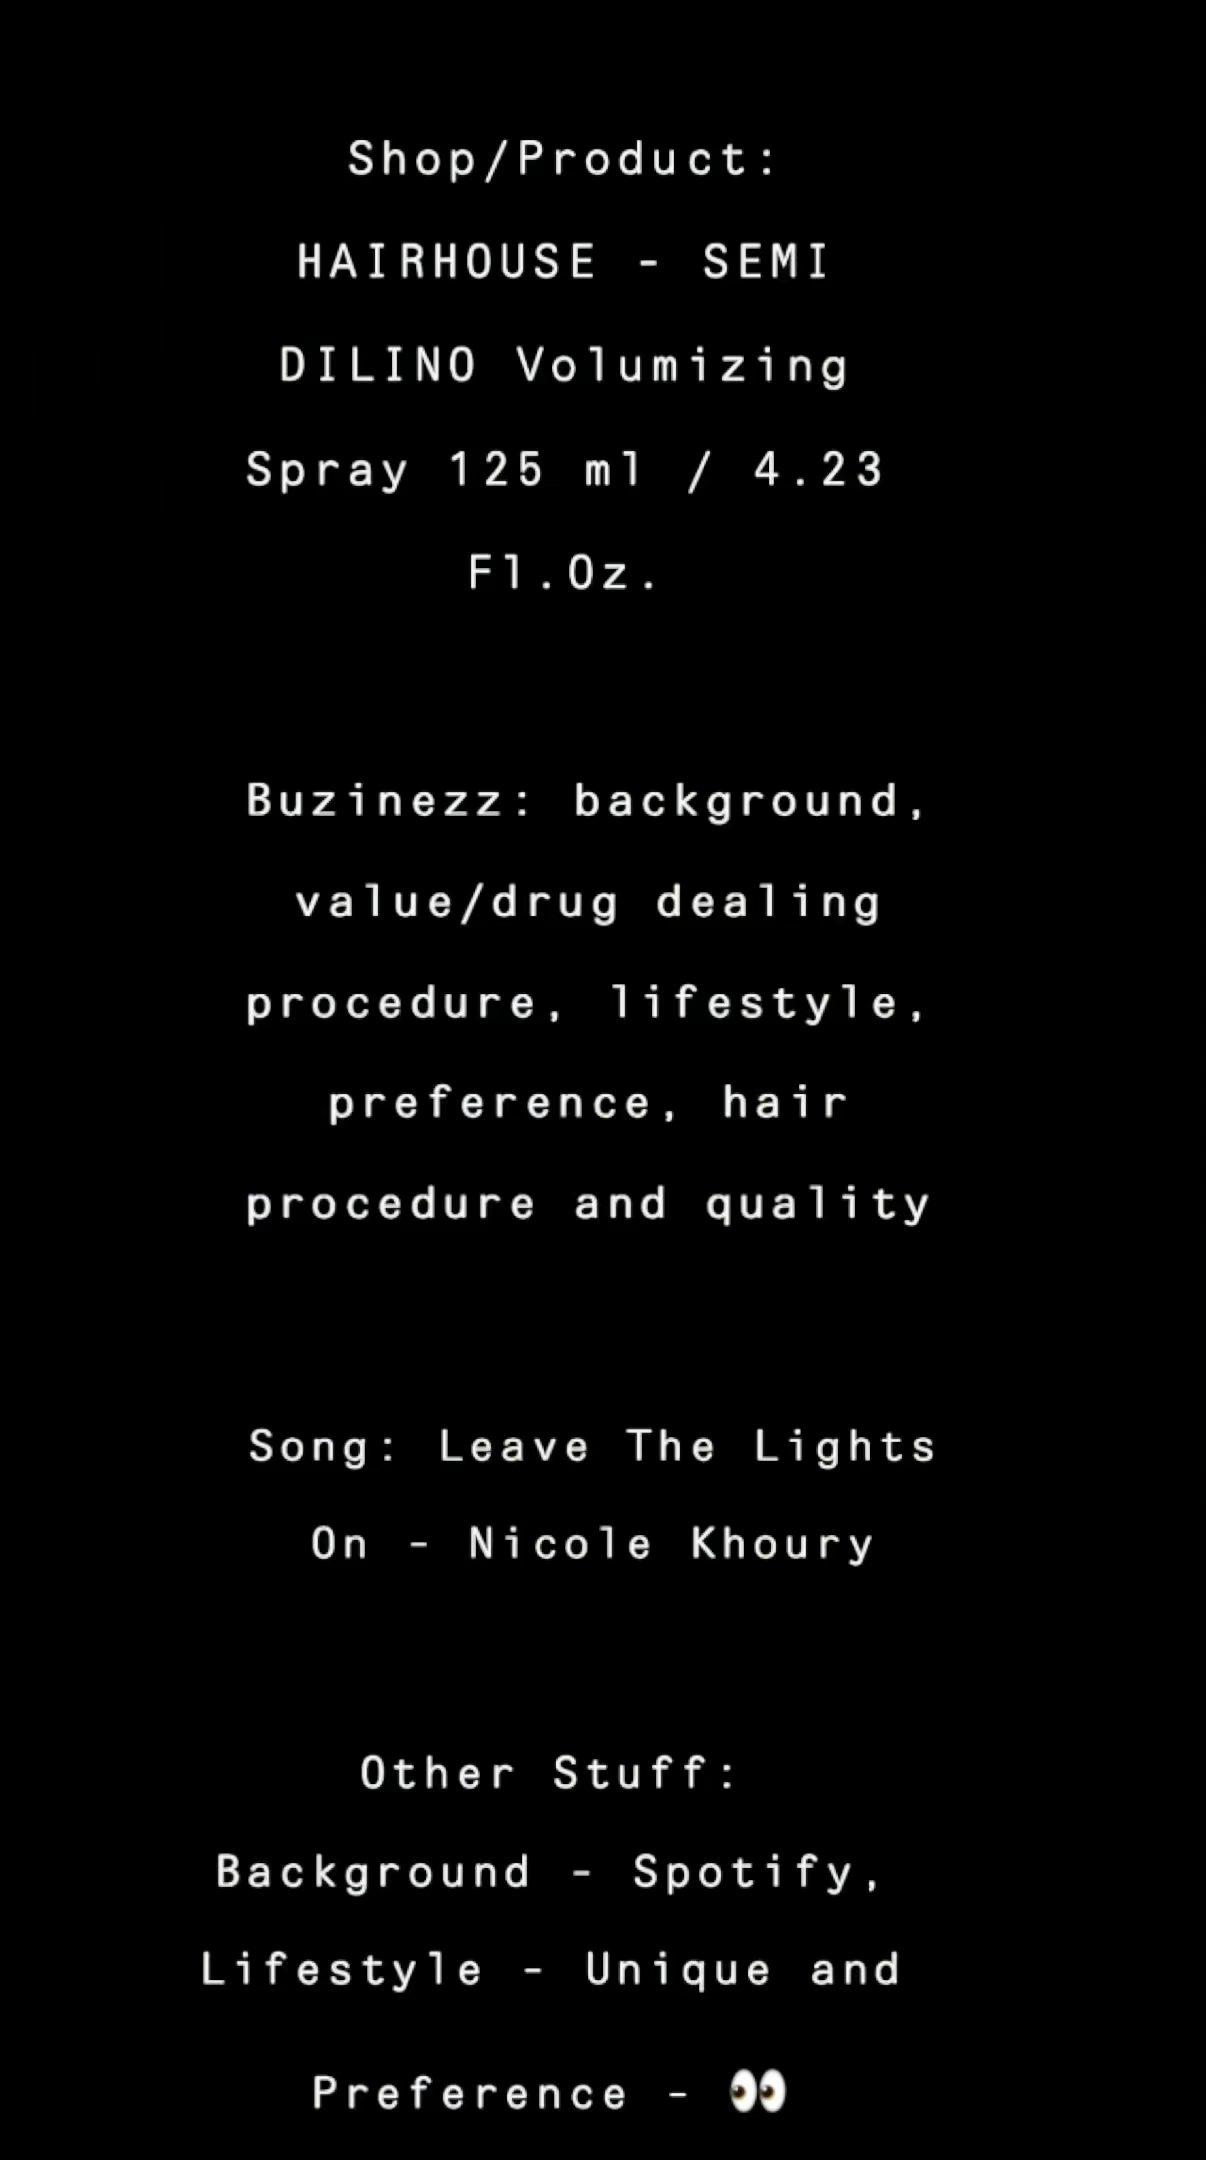 Shop/Product:
HAIRHOUSE - SEMI
DILINO Volumizing
Spray 125 ml / 4.23
Fl.Oz.
Buzinezz: background,
value/drug dealing
procedure, lifestyle,
preference, hair
procedure and quality
Song: Leave The Lights
On - Nicole Khoury
Other Stuff:
Background - Spotify,
Lifestyle - Unique and
Preference - 👀